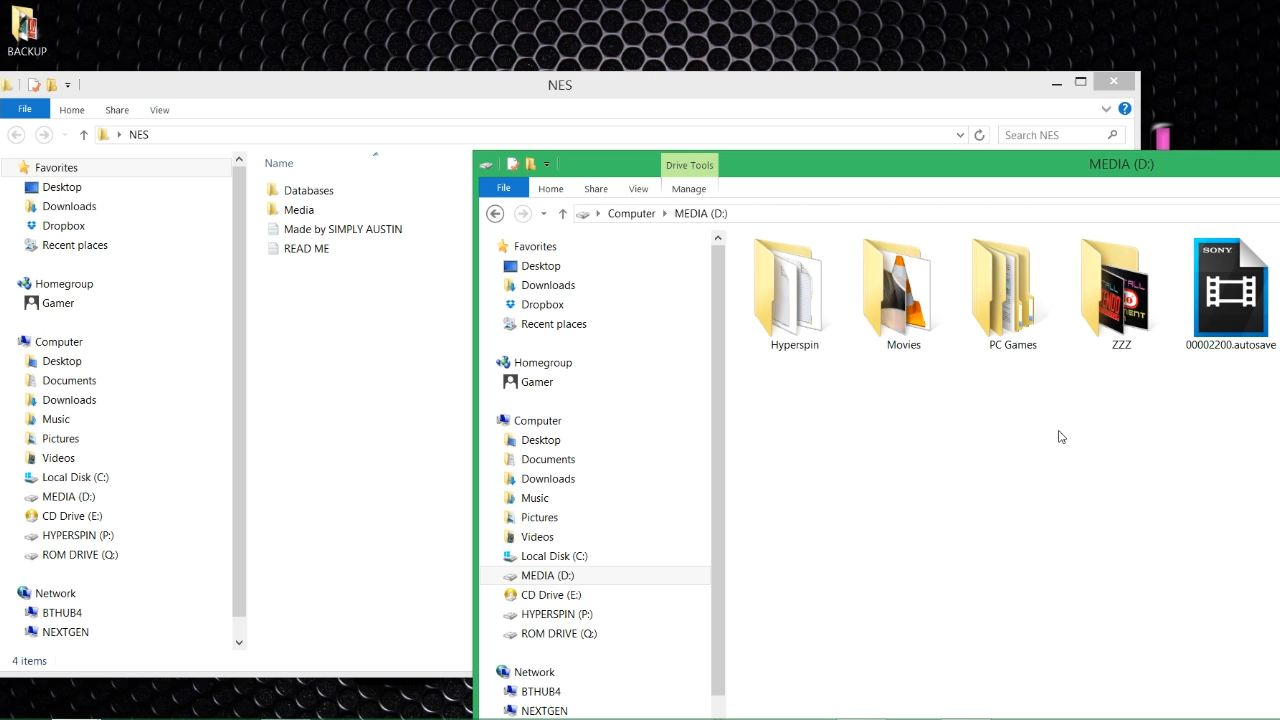 BACKUP
NES
File Home Share View
NES
Search NES
Favorites
Desktop
Downloads
Dropbox
Recent places
Homegroup
Gamer
Computer
Desktop
Documents
Downloads
Music
Pictures
Videos
Local Disk (C:)
MEDIA (D:)
CD Drive (E:)
HYPERSPIN (P:)
ROM DRIVE (Q:)
Network
BTHUB4
NEXTGEN
Name
Databases
Media
Made by SIMPLY AUSTIN
READ ME
4 items
Drive Tools
MEDIA (D:)
File Home Share View Manage
Computer MEDIA (D:)
Favorites
Desktop
Downloads
Dropbox
Recent places
Homegroup
Gamer
Computer
Desktop
Documents
Downloads
Music
Pictures
Videos
Local Disk (C:)
MEDIA (D:)
CD Drive (E:)
HYPERSPIN (P:)
ROM DRIVE (Q:)
Network
BTHUB4
NEXTGEN
SONY
Hyperspin Movies PC Games ZZZ 00002200.autosave